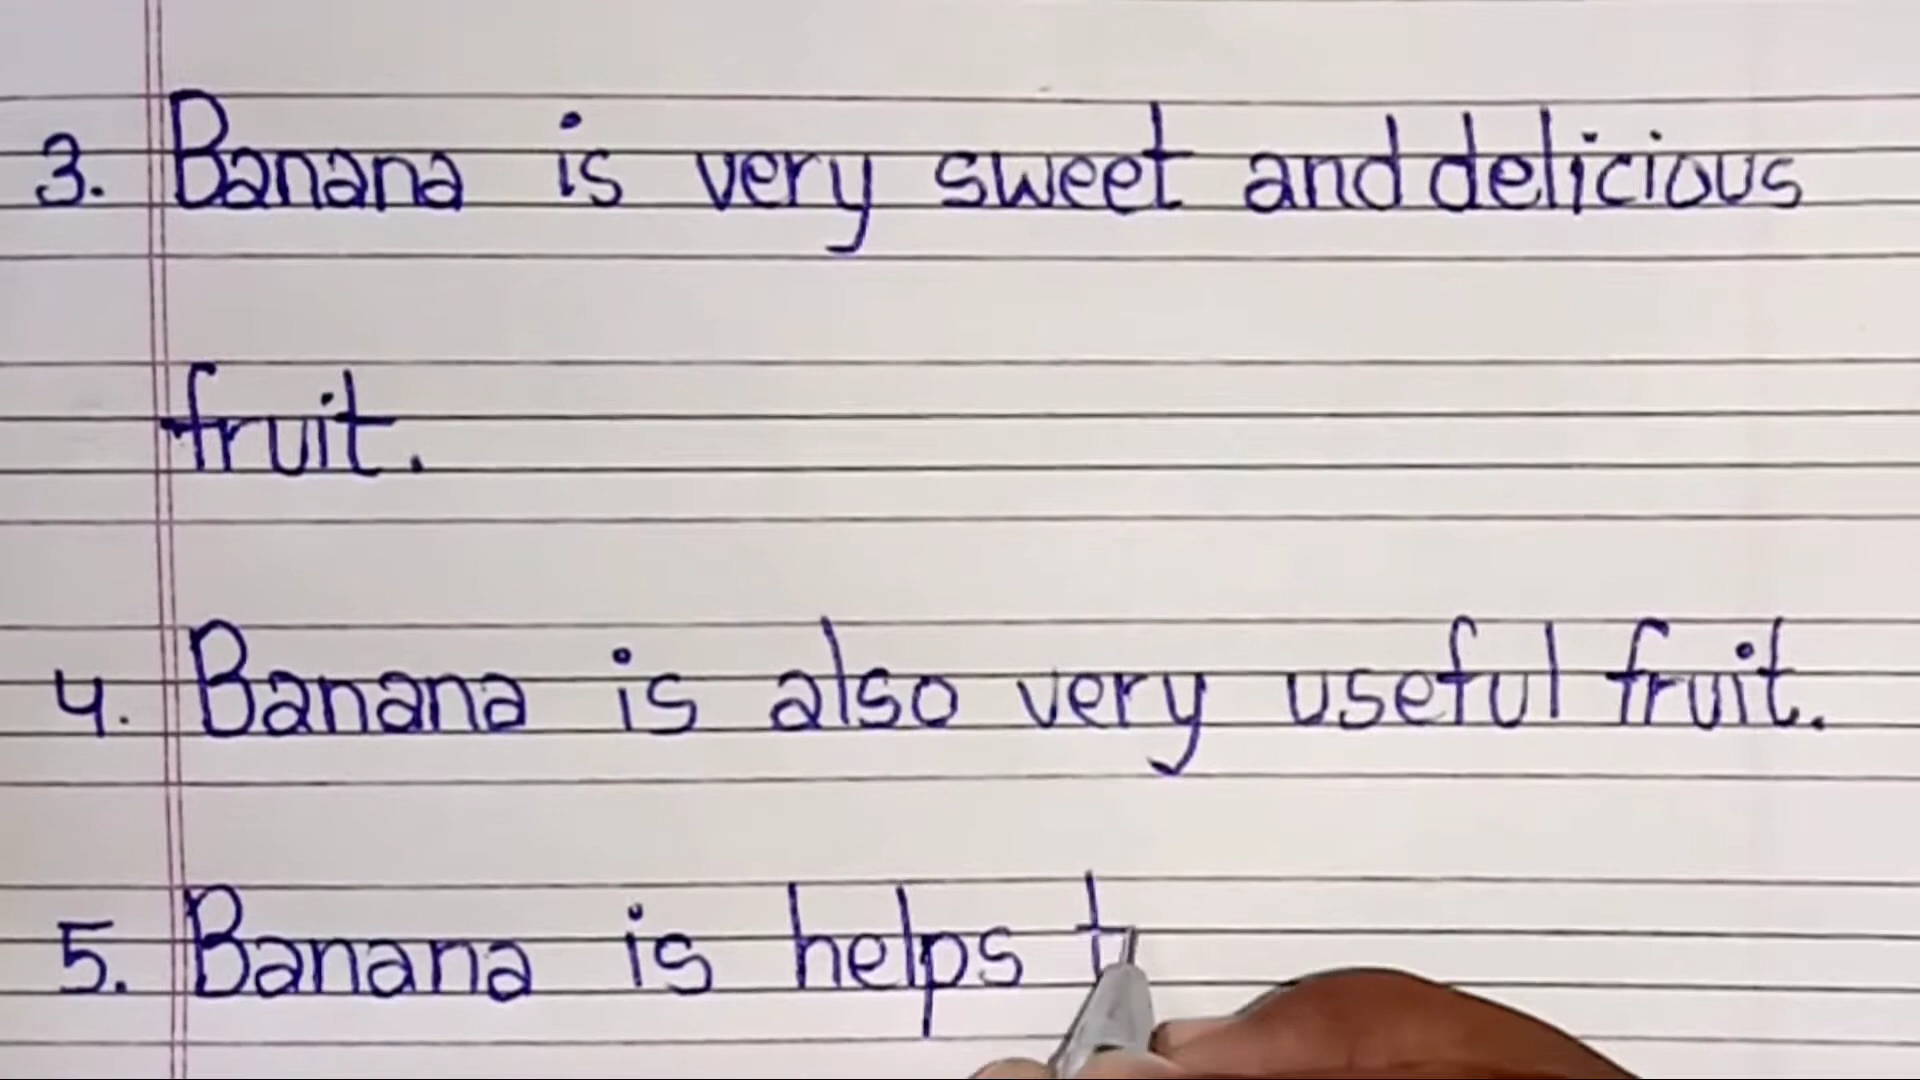 3. Banana is very sweet and delicious
fruit.
4. Banana is also very useful fruit.
5. Banana is helps t